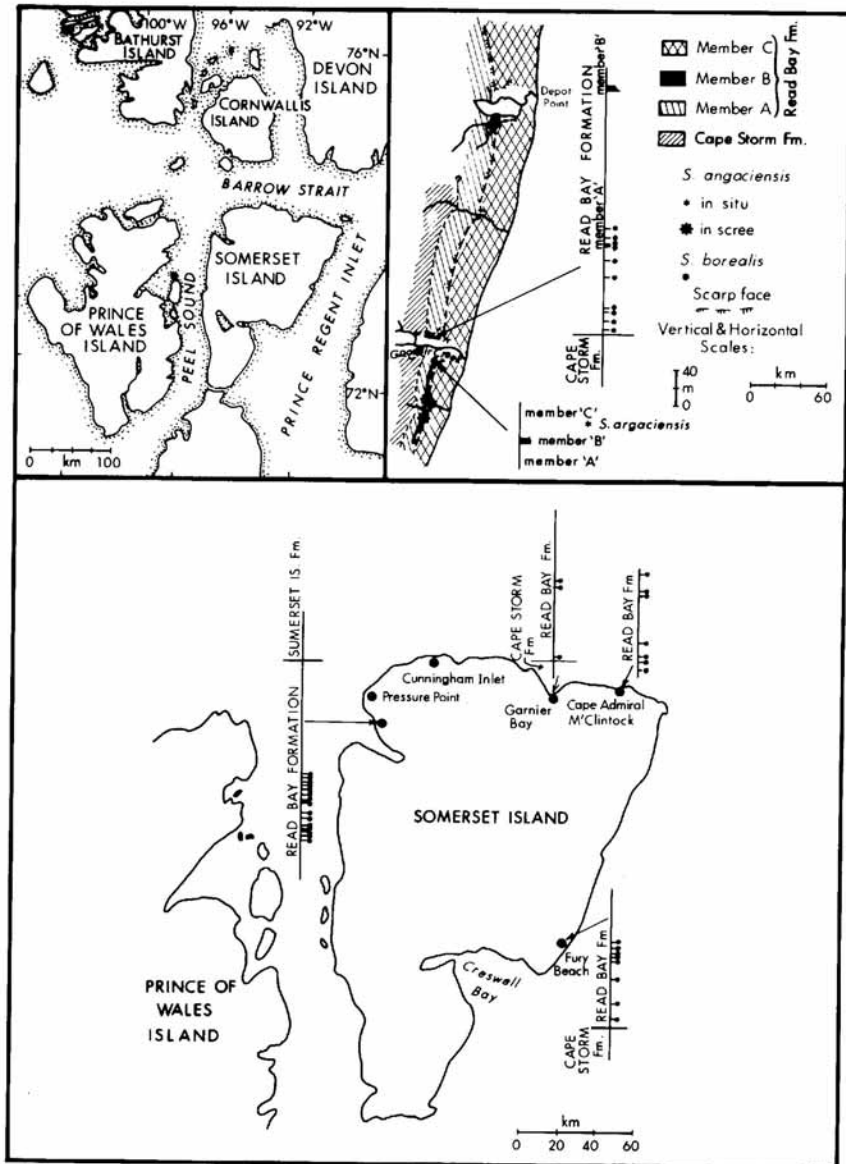 100°W 96°W 92°W
BATHURST
ISLAND
76°N
DEVON
ISLAND
CORNWALLIS
ISLAND
BARROW STRAIT
SOMERSET
ISLAND
PRINCE
OF WALES
ISLAND
PEEL SOUND
PRINCE REGENT INLET
72°N
0 km 100
Depot
Point
READ BAY FORMATION
member 'B'
member 'A'
CAPE
STORM
Fm.
Member C
Member B
Member A
Read Bay Fm.
Cape Storm Fm.
S. angaciensis
in situ
in scree
S. borealis
Scarp face
Vertical & Horizontal
Scales:
40
m
0
km
0 60
member 'C'
S. argaciensis
member 'B'
member 'A'
SUMERSET IS. Fm
READ BAY FORMATION
CAPE STORM
Fm
READ BAY Fm.
READ BAY Fm
Cunningham Inlet
Pressure Point
Garnier
Bay
Cape Admiral
M'Clintock
SOMERSET ISLAND
Fury
Beach
Creswell
Bay
READ BAY Fm
CAPE
STORM
Fm.
PRINCE OF
WALES
ISLAND
km
0 20 40 60